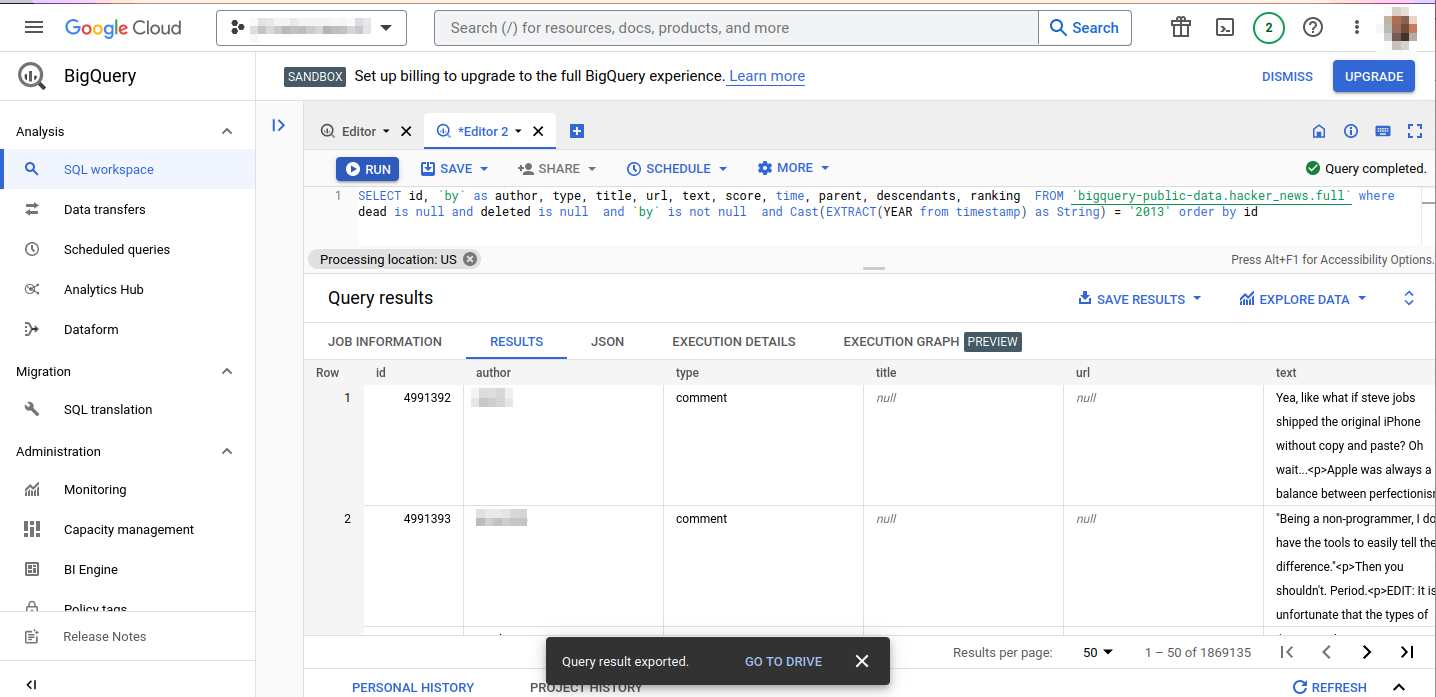 Google Cloud
Search (/) for resources, docs, products, and more
Search
2
BigQuery
SANDBOX Set up billing to upgrade to the full BigQuery experience. Learn more
DISMISS
UPGRADE
Analysis
SQL workspace
Data transfers
Scheduled queries
Analytics Hub
Dataform
Migration
SQL translation
Administration
Monitoring
Capacity management
BI Engine
Policy tags
Release Notes
Editor
*Editor 2
RUN
SAVE
SHARE
SCHEDULE
MORE
Query completed.
1 SELECT id, `by` as author, type, title, url, text, score, time, parent, descendants, ranking FROM `bigquery-public-data.hacker_news.full` where
dead is null and deleted is null and `by` is not null and Cast(EXTRACT(YEAR from timestamp) as String) = '2013' order by id
Processing location: US
Press Alt+F1 for Accessibility Options.
Query results
SAVE RESULTS
EXPLORE DATA
JOB INFORMATION
RESULTS
JSON
EXECUTION DETAILS
EXECUTION GRAPH PREVIEW
Row id author type title url text
1 4991392 comment null null Yea, like what if steve jobs
shipped the original iPhone
without copy and paste? Oh
wait...<p>Apple was always a
balance between perfectionism
2 4991393 comment null null "Being a non-programmer, I do
have the tools to easily tell the
difference."<p>Then you
shouldn't. Period.<p>EDIT: It is
unfortunate that the types of
Query result exported.
GO TO DRIVE
Results per page: 50 1 – 50 of 1869135
PERSONAL HISTORY
PROJECT HISTORY
REFRESH